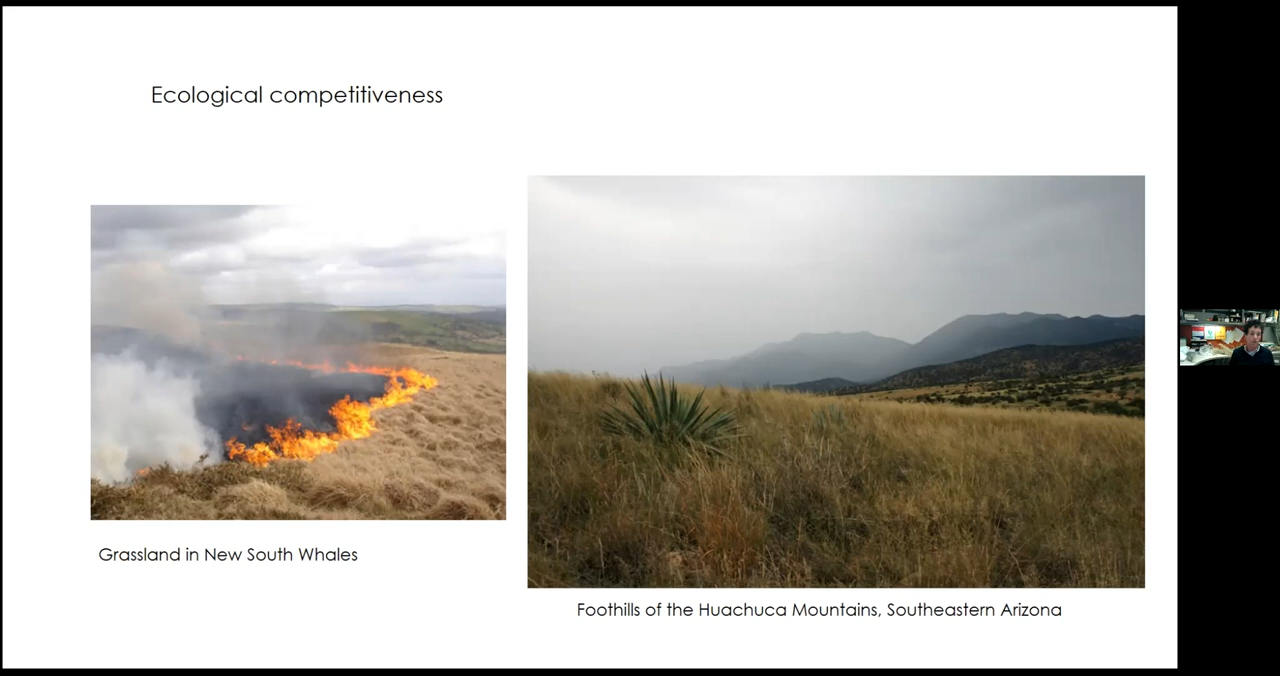 Ecological competitiveness
Grassland in New South Whales
Foothills of the Huachuca Mountains, Southeastern Arizona